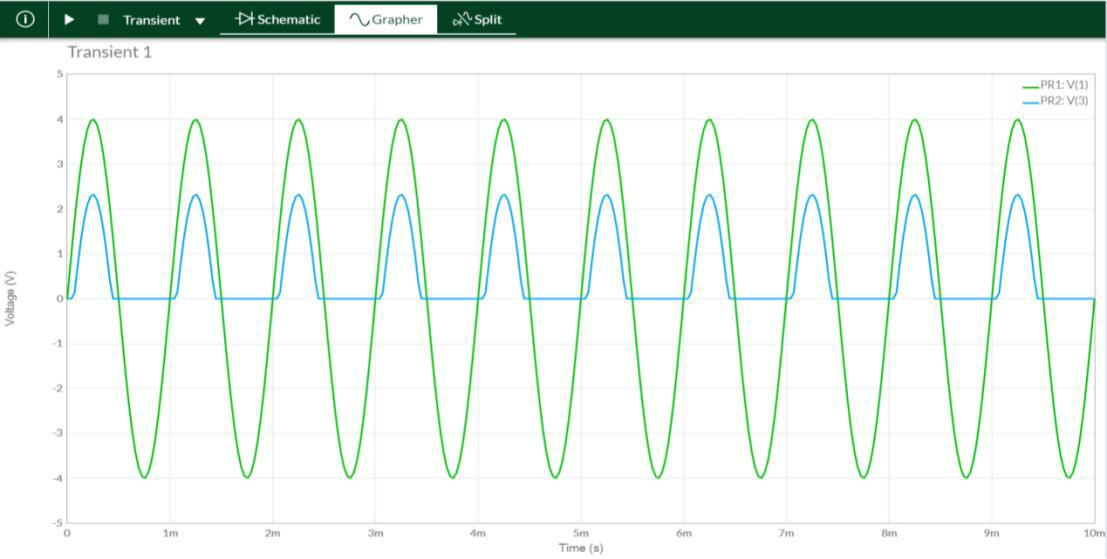 Transient Schematic Grapher Split
Transient 1
PR1: V(1)
PR2: V(3)
5
4
3
2
1
0
-1
-2
-3
-4
-5
Voltage (V)
0 1m 2m 3m 4m 5m 6m 7m 8m 9m 10m
Time (s)